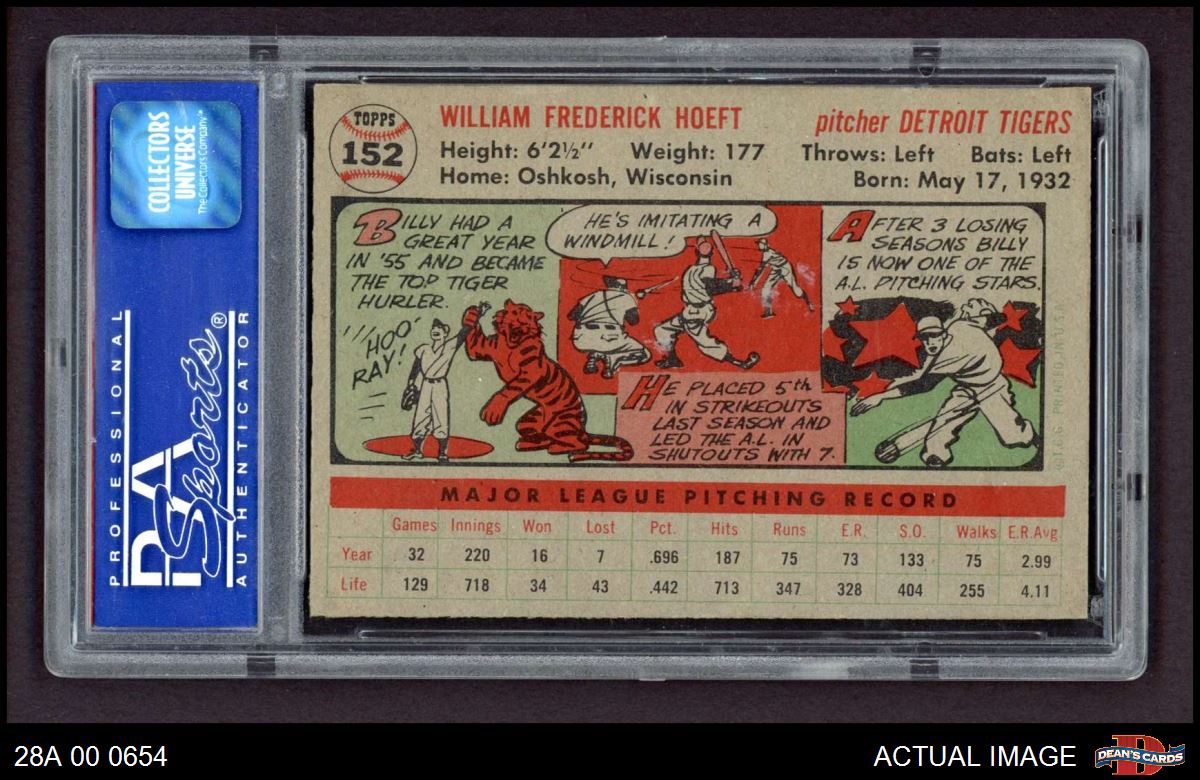 COLLECTORS
UNIVERSE
The Collectors Company™
PROFESSIONAL
PSA
Sports®
AUTHENTICATOR
TOPPS
152
WILLIAM FREDERICK HOEFT
pitcher DETROIT TIGERS
Height: 6'2½" Weight: 177 Throws: Left Bats: Left
Home: Oshkosh, Wisconsin Born: May 17, 1932
BILLY HAD A
GREAT YEAR
IN '55 AND BECAME
THE TOP TIGER
HURLER.
HOO
RAY!
HE'S IMITATING A
WINDMILL!
HE PLACED 5th
IN STRIKEOUTS
LAST SEASON AND
LED THE A.L. IN
SHUTOUTS WITH 7.
AFTER 3 LOSING
SEASONS BILLY
IS NOW ONE OF THE
A.L. PITCHING STARS.
©T.C.G. PRINTED IN U.S.A.
MAJOR LEAGUE PITCHING RECORD
Games Innings Won Lost Pct. Hits Runs E.R. S.O. Walks E.R.Avg
Year 32 220 16 7 .696 187 75 73 133 75 2.99
Life 129 718 34 43 .442 713 347 328 404 255 4.11
28A 00 0654
ACTUAL IMAGE
D
DEAN'S CARDS